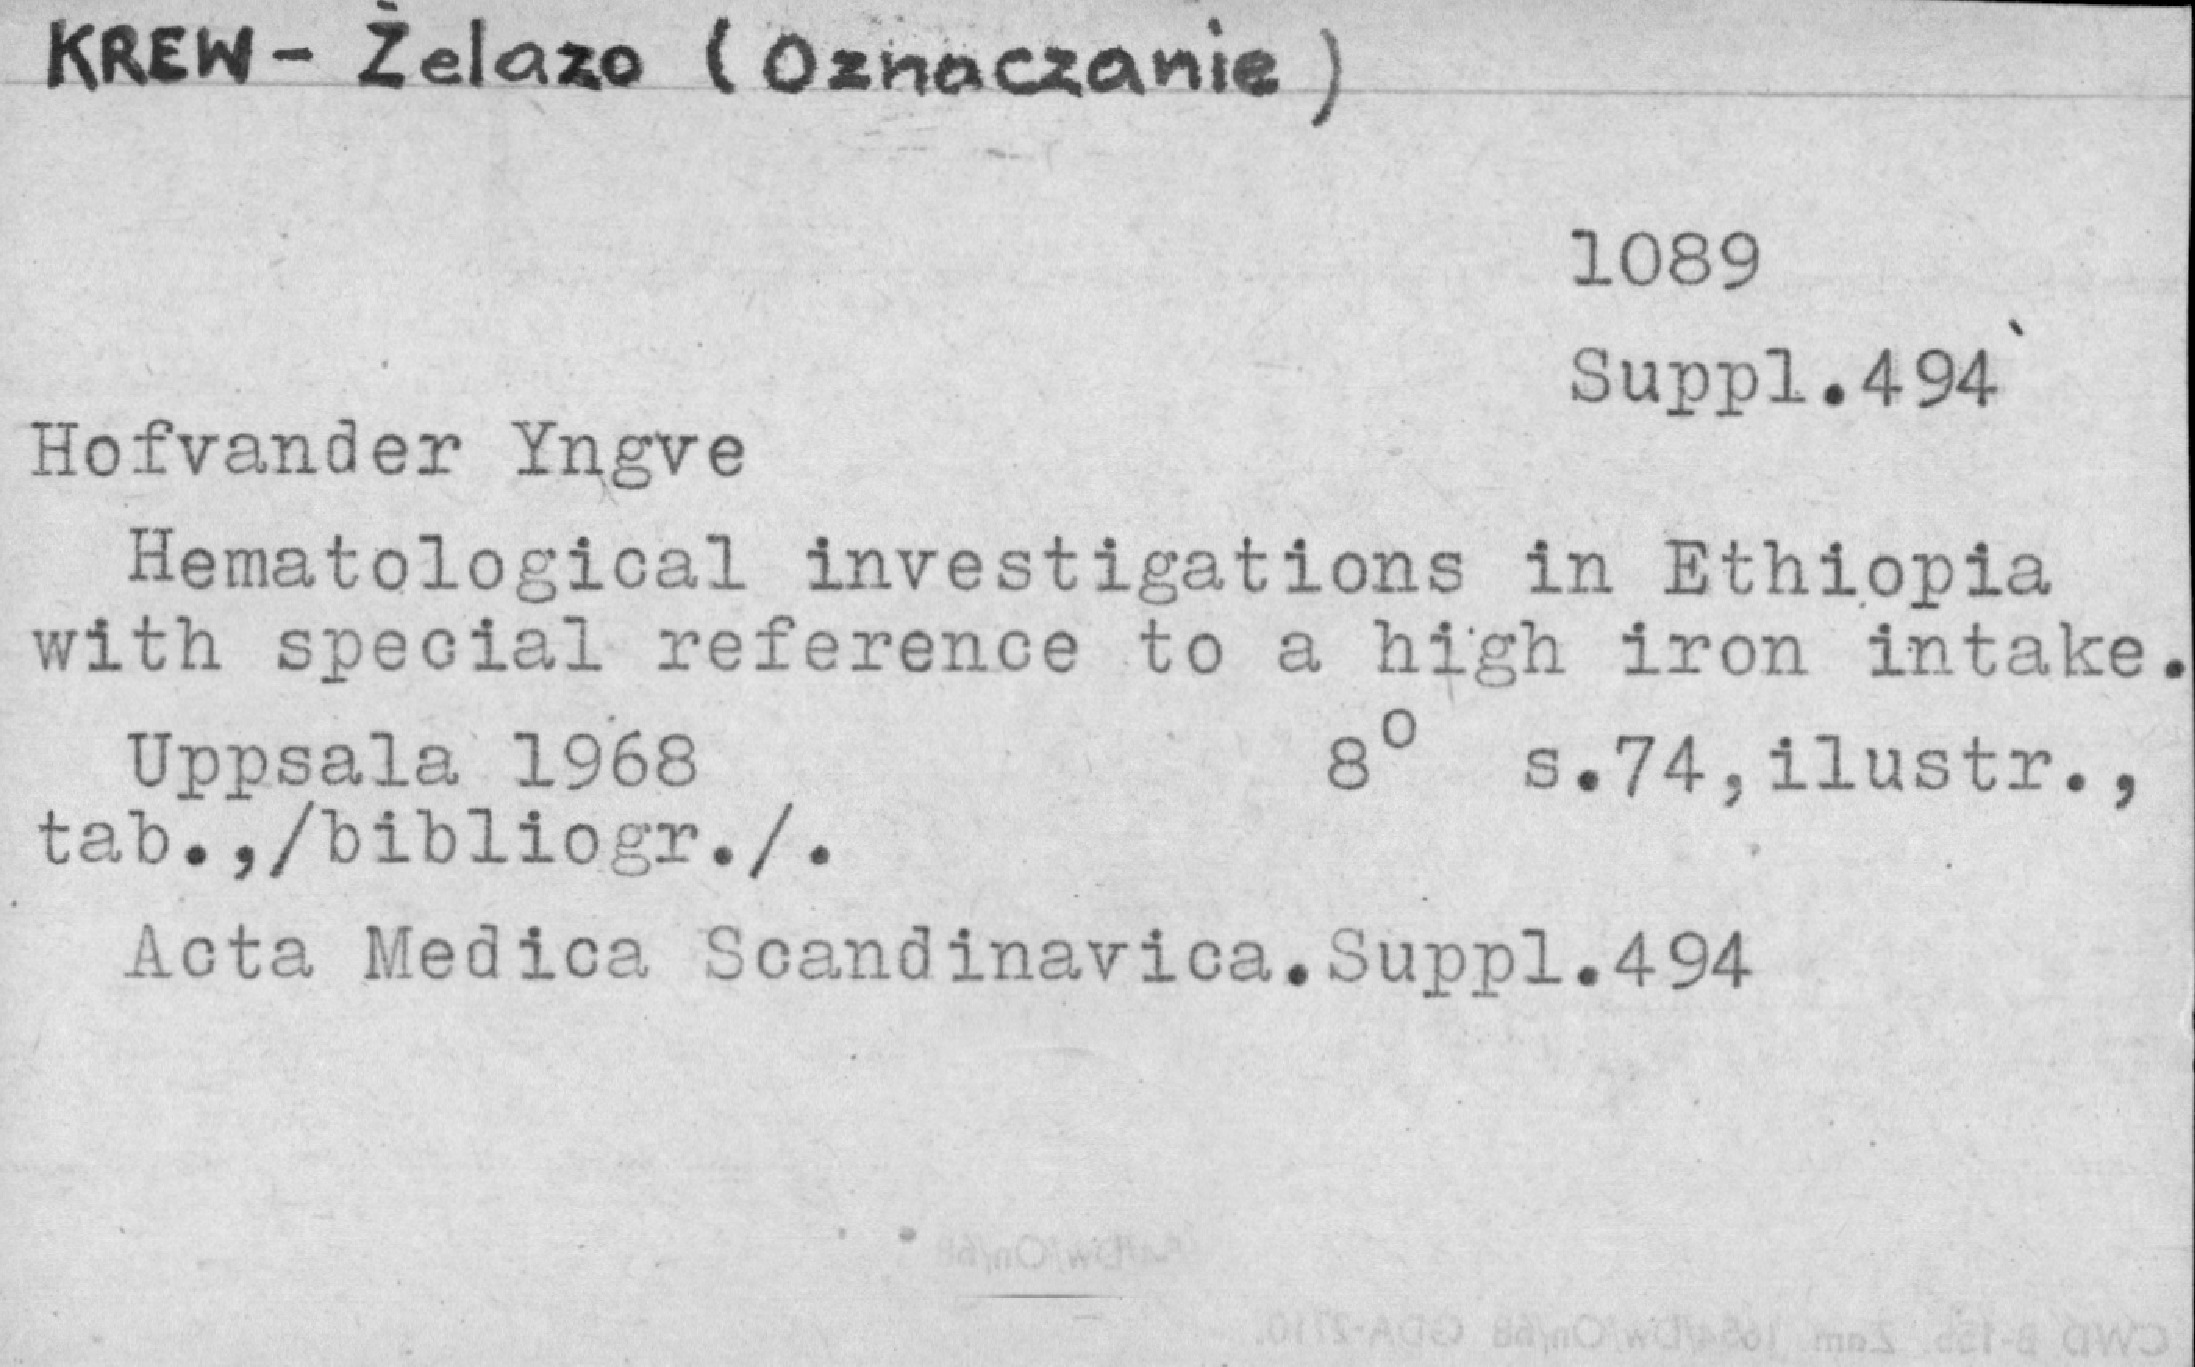 KREW - Żelazo (Oznaczanie)
1089
Suppl.494
Hofvander Yngve
Hematological investigations in Ethiopia
with special reference to a high iron intake.
Uppsala 1968 8° s.74,ilustr.,
tab.,/bibliogr./.
Acta Medica Scandinavica.Suppl.494